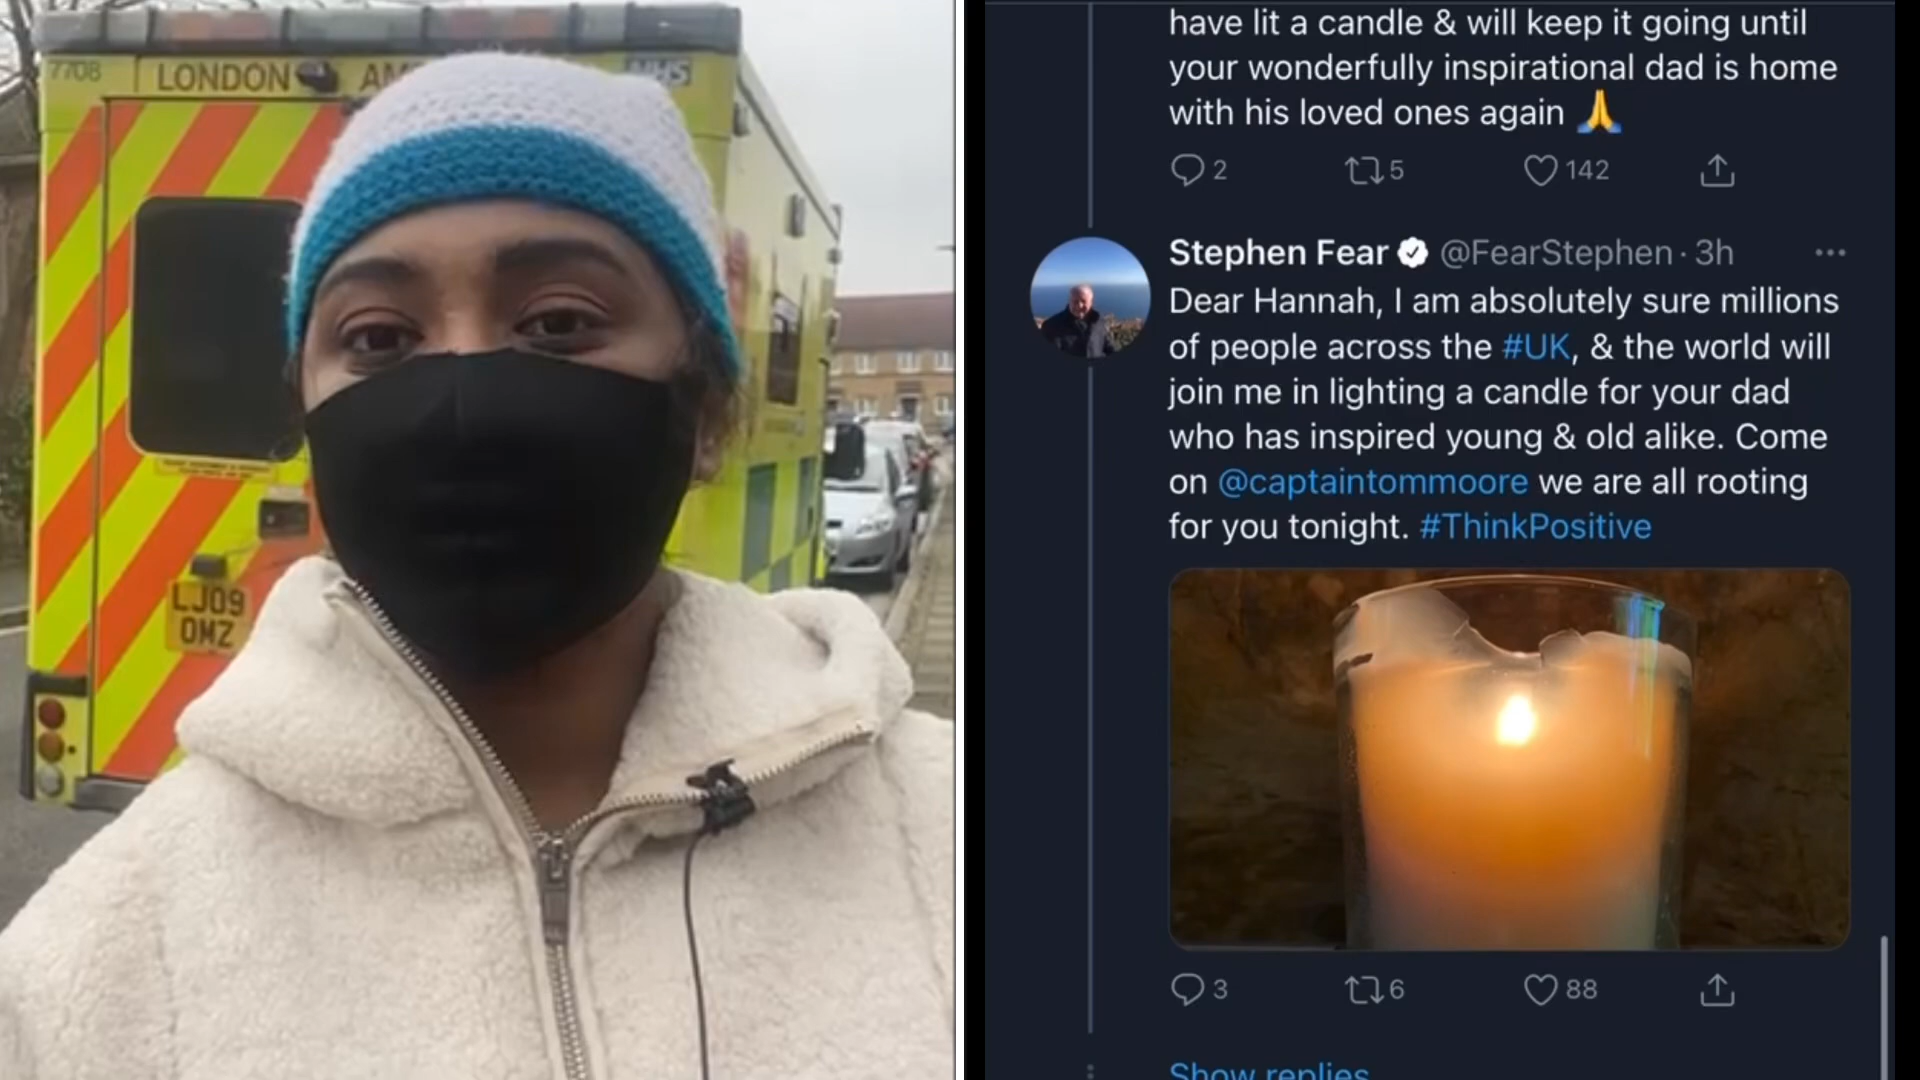 7708
LONDON
NHS
LJ09
OMZ
have lit a candle & will keep it going until
your wonderfully inspirational dad is home
with his loved ones again 🙏
2 5 142
Stephen Fear @FearStephen · 3h ...
Dear Hannah, I am absolutely sure millions
of people across the #UK, & the world will
join me in lighting a candle for your dad
who has inspired young & old alike. Come
on @captaintommoore we are all rooting
for you tonight. #ThinkPositive
3 6 88
Show replies